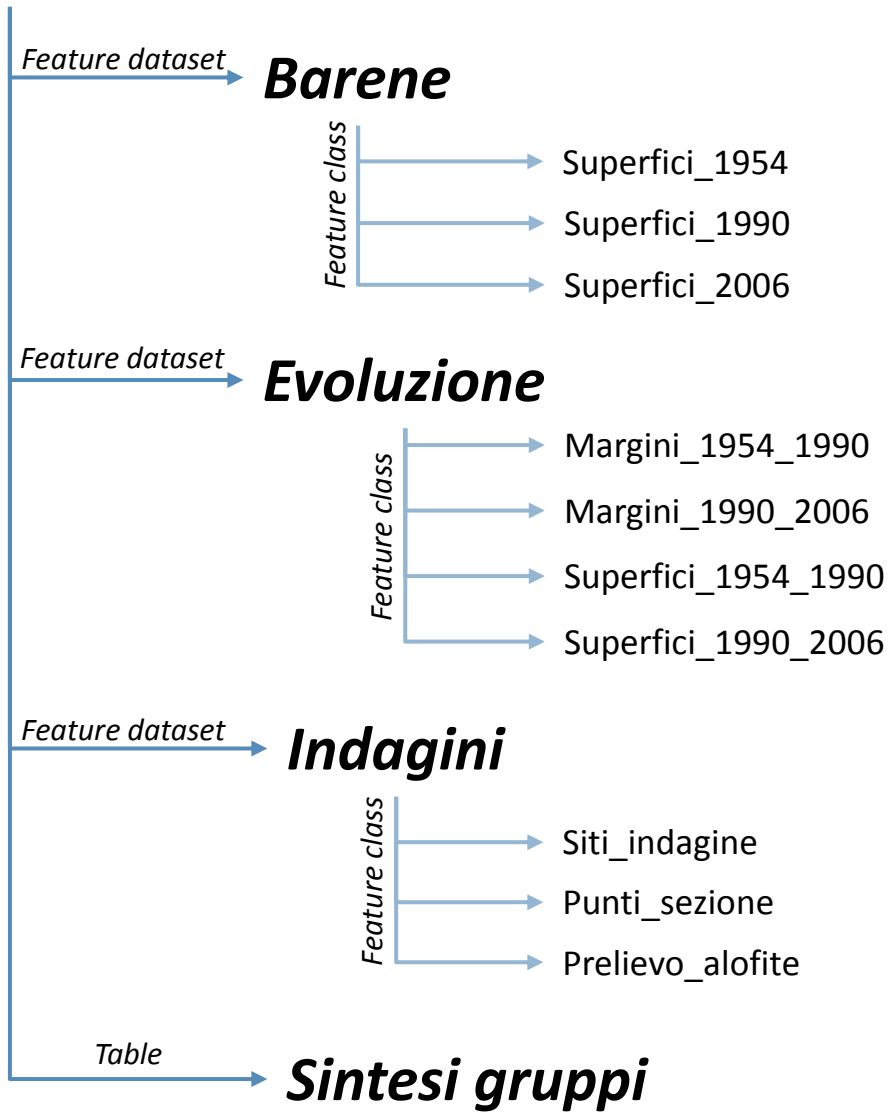 Feature dataset
Barene
Feature class
Superfici_1954
Superfici_1990
Superfici_2006
Feature dataset
Evoluzione
Feature class
Margini_1954_1990
Margini_1990_2006
Superfici_1954_1990
Superfici_1990_2006
Feature dataset
Indagini
Feature class
Siti_indagine
Punti_sezione
Prelievo_alofite
Table
Sintesi gruppi